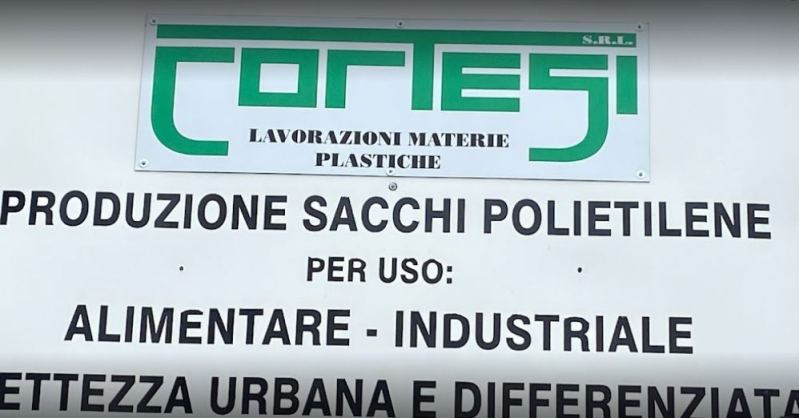 CORTESI
S.R.L.
LAVORAZIONI MATERIE
PLASTICHE
PRODUZIONE SACCHI POLIETILENE
PER USO:
ALIMENTARE - INDUSTRIALE
ETTEZZA URBANA E DIFFERENZIATA